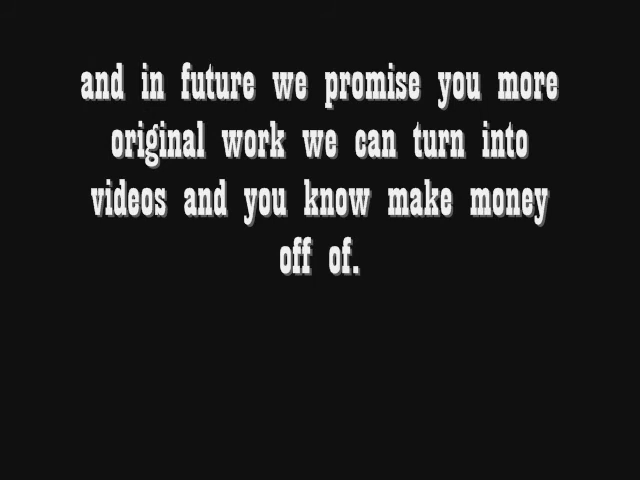 and in future we promise you more
original work we can turn into
videos and you know make money
off of.